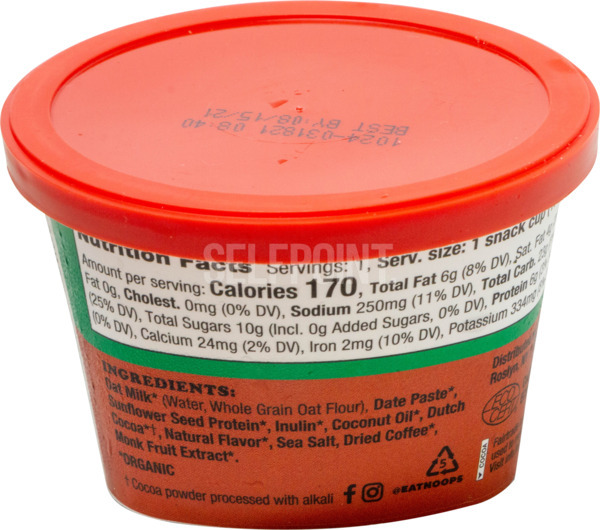 1024-031821 08:40
BEST BY:08/15/21
SELFPOINT
Nutrition Facts Servings: 1, Serv. size: 1 snack cup
Amount per serving: Calories 170, Total Fat 6g (8% DV), Sat. Fat
Fat 0g, Cholest. 0mg (0% DV), Sodium 250mg (11% DV), Total Carb.
(25% DV), Total Sugars 10g (Incl. 0g Added Sugars, 0% DV), Protein 6g
(0% DV), Calcium 24mg (2% DV), Iron 2mg (10% DV), Potassium 334mg
INGREDIENTS:
Oat Milk* (Water, Whole Grain Oat Flour), Date Paste*,
Sunflower Seed Protein*, Inulin*, Coconut Oil*, Dutch
Cocoa*†, Natural Flavor*, Sea Salt, Dried Coffee*,
Monk Fruit Extract*.
*ORGANIC
† Cocoa powder processed with alkali
@EATNOOPS
5
Distributed
Roslyn,
COCOA
used
Visit